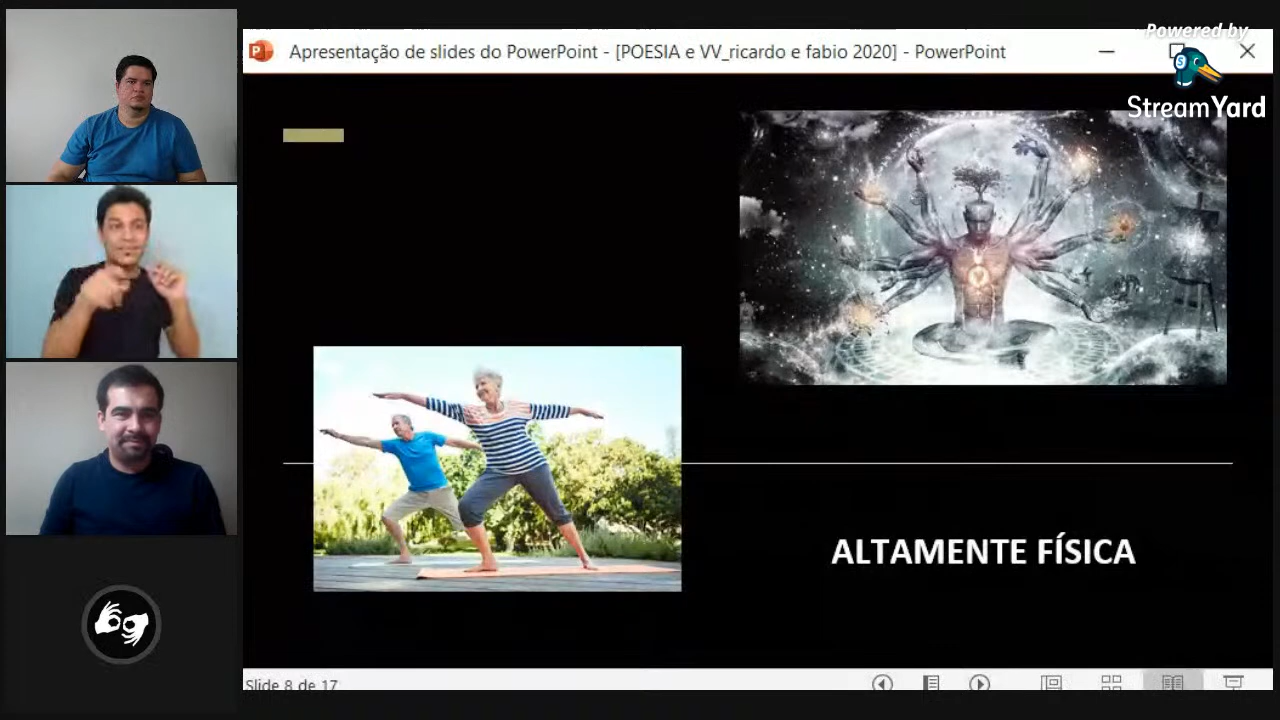 Powered by
StreamYard
Apresentação de slides do PowerPoint - [POESIA e VV_ricardo e fabio 2020] - PowerPoint
ALTAMENTE FÍSICA
Slide 8 de 17